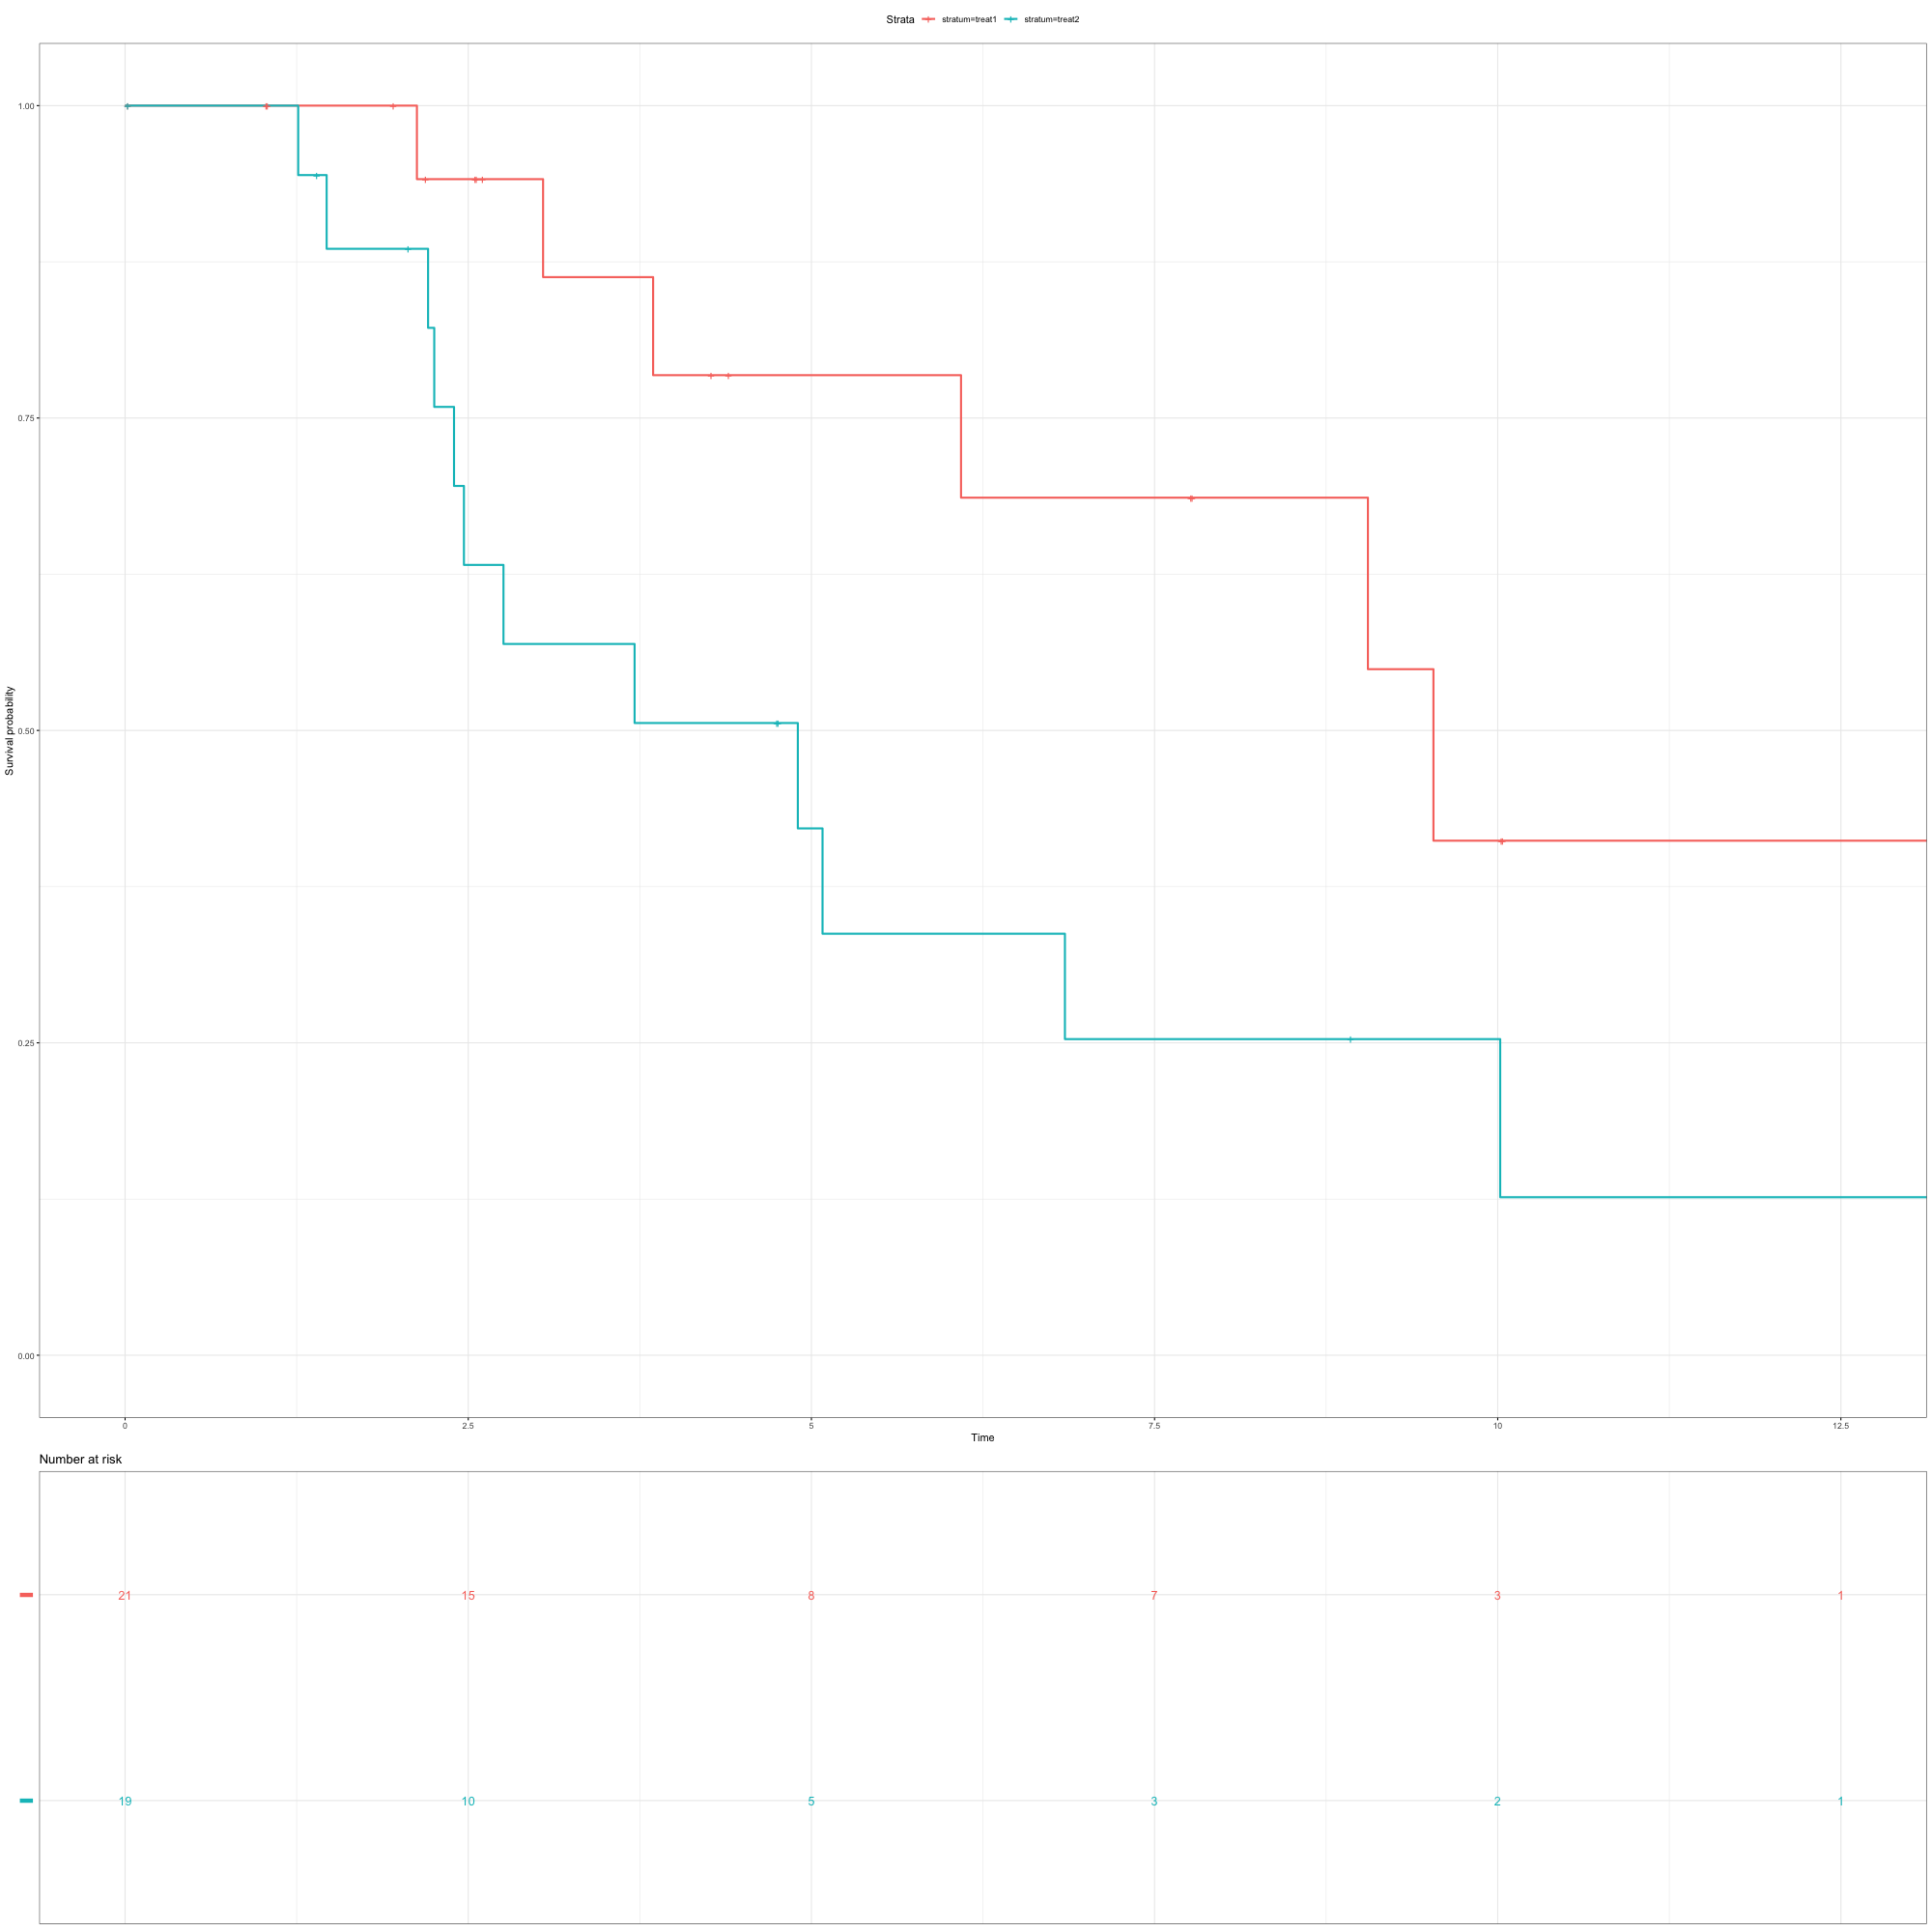 Strata stratum=treat1 stratum=treat2
1.00
0.75
0.50
0.25
0.00
Survival probability
0 2.5 5 7.5 10 12.5
Time
Number at risk
21 15 8 7 3 1
19 10 5 3 2 1